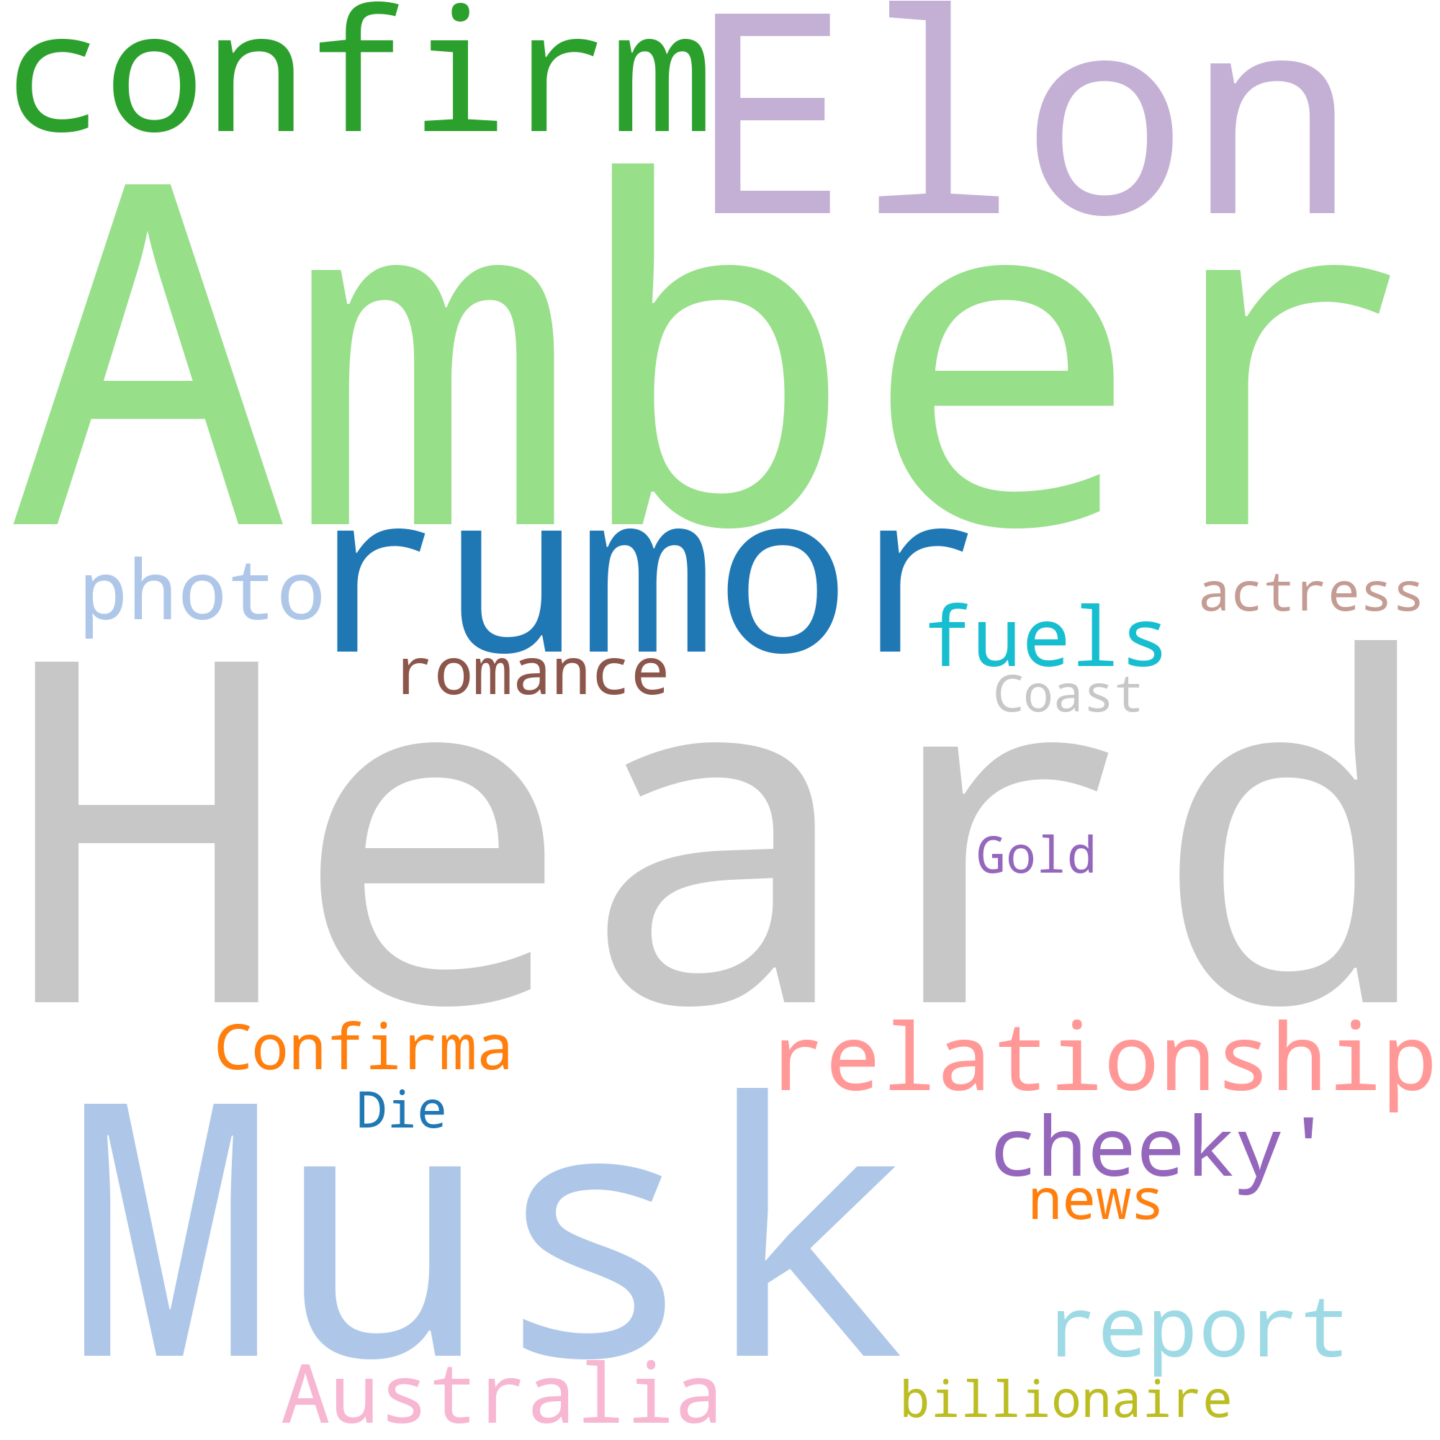 confirm
Elon
Amber
rumor
photo
actress
fuels
romance
Coast
Heard
Gold
Confirma
relationship
Die
Musk
cheeky'
news
report
Australia
billionaire